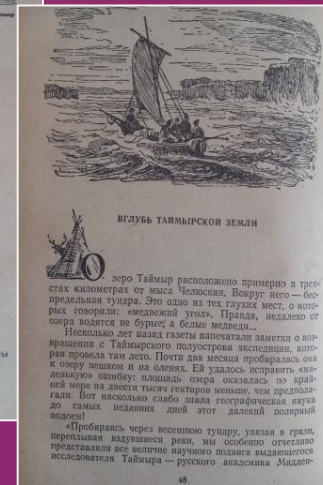 ВГЛУБЬ ТАЙМЫРСКОЙ ЗЕМЛИ
Озеро Таймыр расположено примерно в трех-
стах километрах от мыса Челюскин. Вокруг него — бес-
предельная тундра. Это одно из тех глухих мест, о кото-
рых говорили: «медвежий угол». Правда, недалеко от
озера водятся не бурые, а белые медведи...
Несколько лет назад газеты напечатали заметки о воз-
вращении с Таймырского полуострова экспедиции, кото-
рая провела там лето. Почти два месяца пробиралась она
к озеру пешком и на оленях. Ей удалось исправить «ма-
ленькую» ошибку: площадь озера оказалась по край-
ней мере на двести тысяч гектаров меньше, чем предпола-
гали. Вот насколько слабо знала географическая наука
до самых недавних дней этот далекий полярный
водоем!
«Пробираясь через весеннюю тундру, увязая в грязи,
переплывая вздувшиеся реки, мы особенно отчетливо
представляли все величие научного подвига выдающегося
исследователя Таймыра — русского академика Мидден-
48
ы